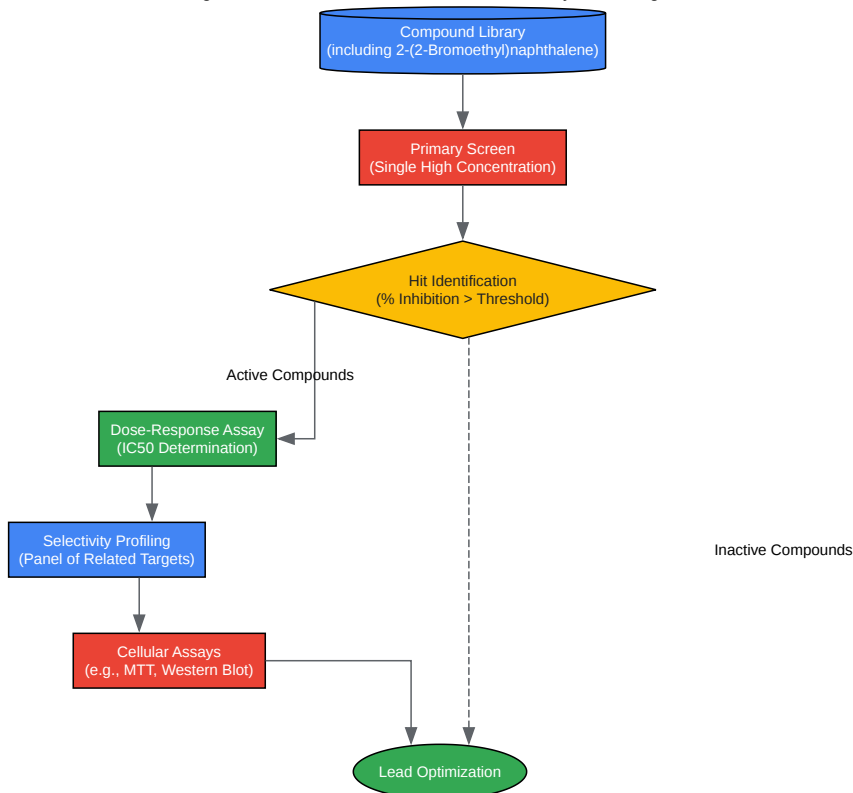 Compound Library
(including 2-(2-Bromoethyl)naphthalene)
Primary Screen
(Single High Concentration)
Hit Identification
(% Inhibition > Threshold)
Active Compounds
Dose-Response Assay
(IC50 Determination)
Selectivity Profiling
(Panel of Related Targets)
Inactive Compounds
Cellular Assays
(e.g., MTT, Western Blot)
Lead Optimization